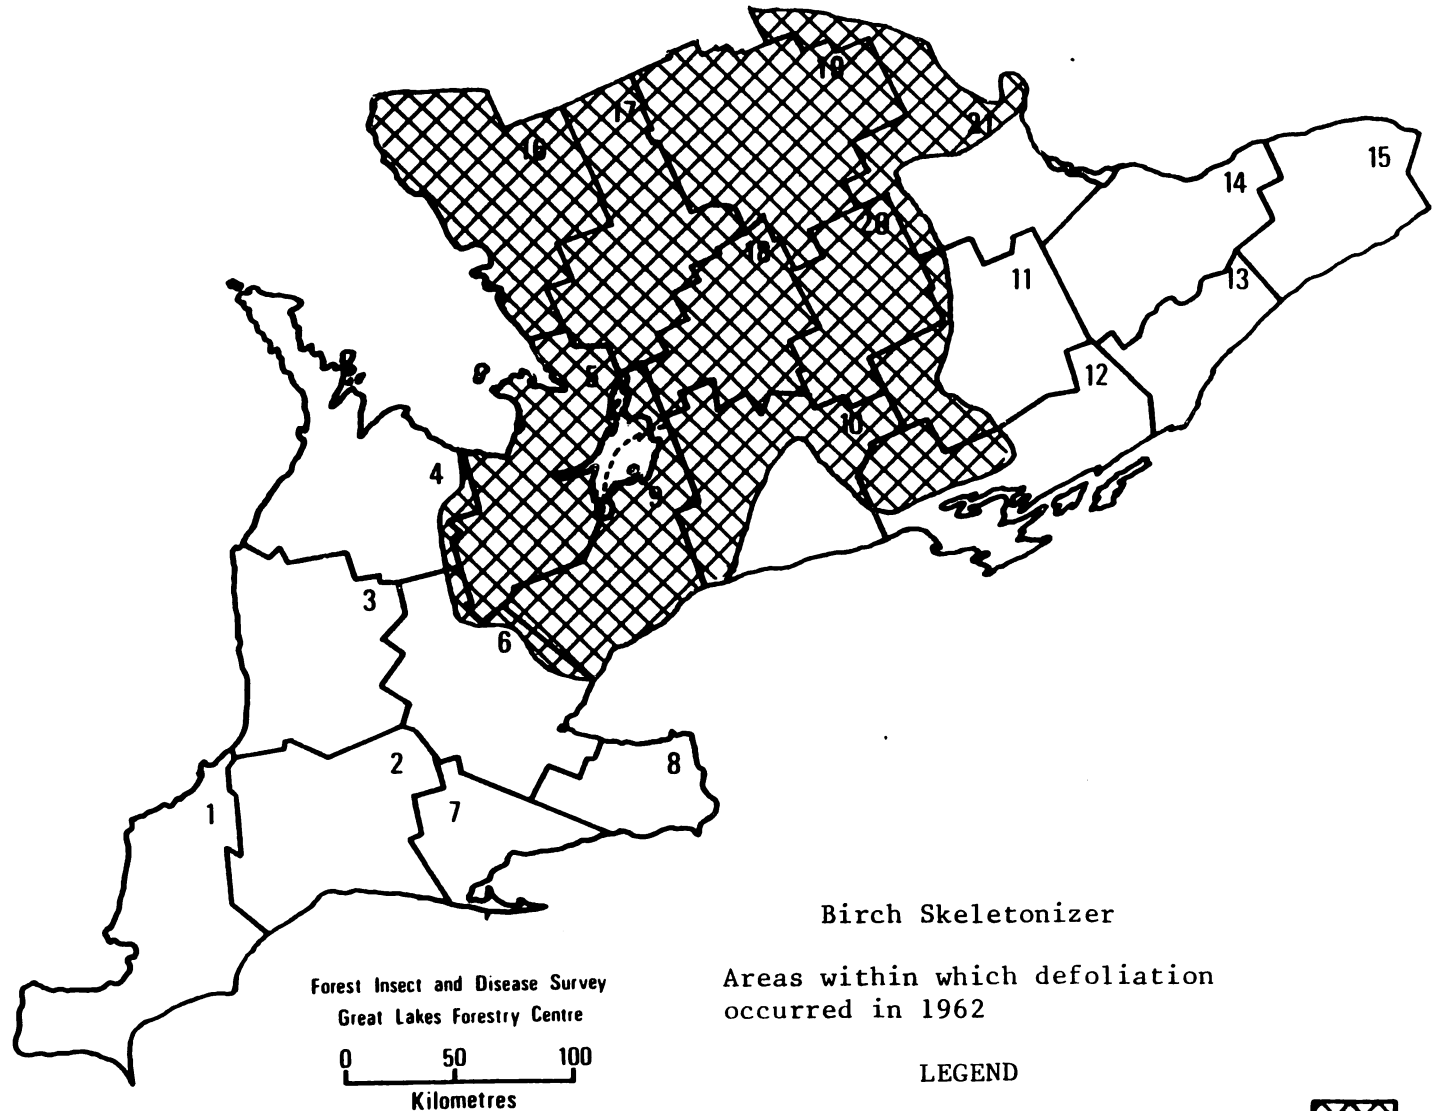 19
17
16
21
15
14
20
18
11
13
5
12
10
4
9
3
6
2
8
1
7
Birch Skeletonizer
Areas within which defoliation
occurred in 1962
LEGEND
Forest Insect and Disease Survey
Great Lakes Forestry Centre
0 50 100
Kilometres